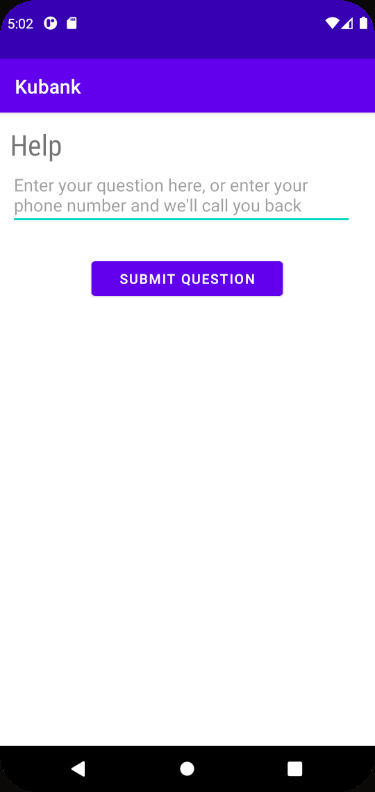 5:02
Kubank
Help
Enter your question here, or enter your
phone number and we'll call you back
SUBMIT QUESTION